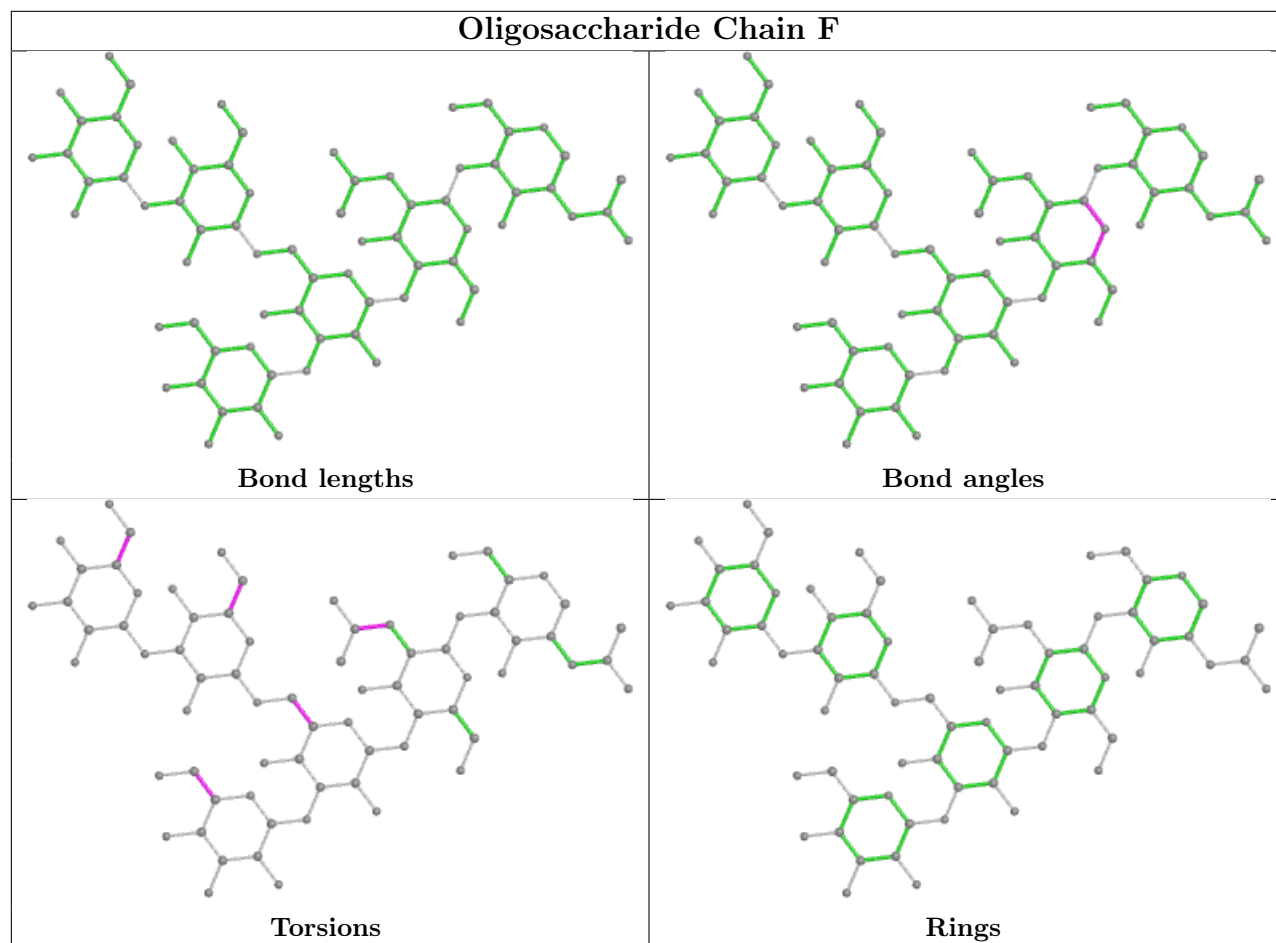 Oligosaccharide Chain F
Bond lengths
Bond angles
Torsions
Rings